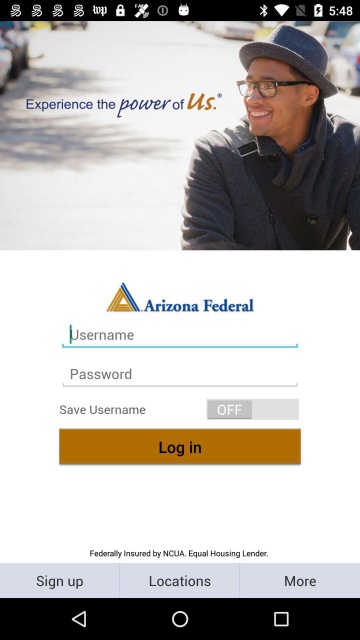 5:48
Experience the power of Us.®
Arizona Federal
Username
Password
Save Username OFF
Log in
Federally Insured by NCUA. Equal Housing Lender.
Sign up Locations More